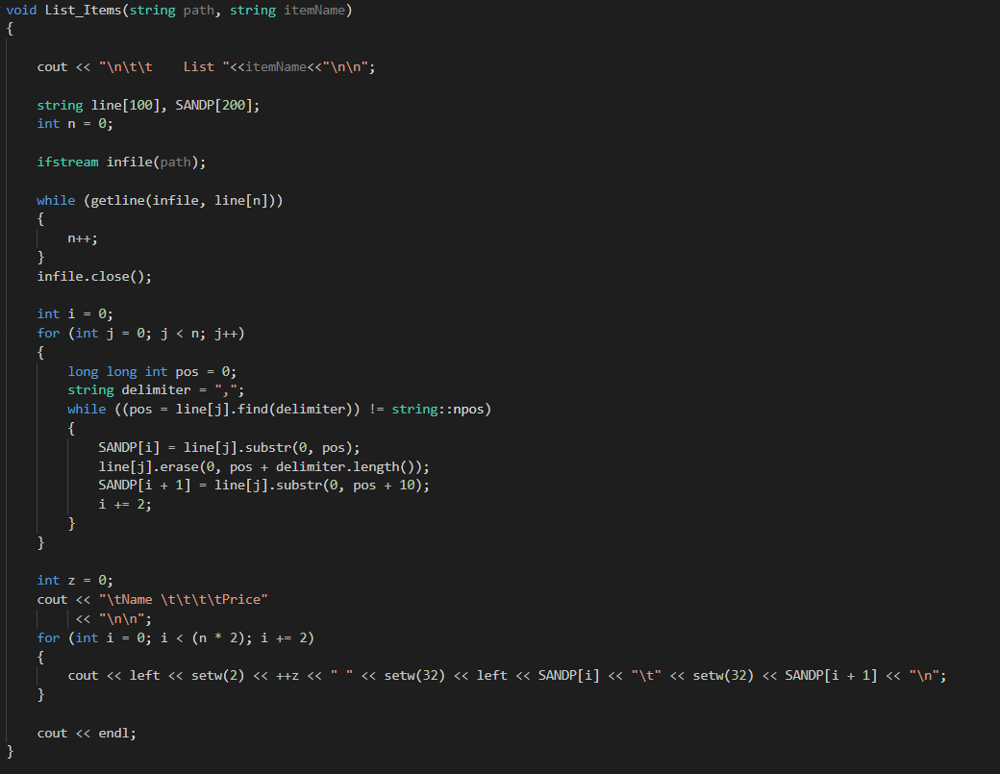 void List_Items(string path, string itemName)
{
cout << "\n\t\t    List "<<itemName<<"\n\n";
string line[100], SANDP[200];
int n = 0;
ifstream infile(path);
while (getline(infile, line[n]))
{
n++;
}
infile.close();
int i = 0;
for (int j = 0; j < n; j++)
{
long long int pos = 0;
string delimiter = ",";
while ((pos = line[j].find(delimiter)) != string::npos)
{
SANDP[i] = line[j].substr(0, pos);
line[j].erase(0, pos + delimiter.length());
SANDP[i + 1] = line[j].substr(0, pos + 10);
i += 2;
}
}
int z = 0;
cout << "\tName \t\t\t\tPrice"
<< "\n\n";
for (int i = 0; i < (n * 2); i += 2)
{
cout << left << setw(2) << ++z << " " << setw(32) << left << SANDP[i] << "\t" << setw(32) << SANDP[i + 1] << "\n";
}
cout << endl;
}